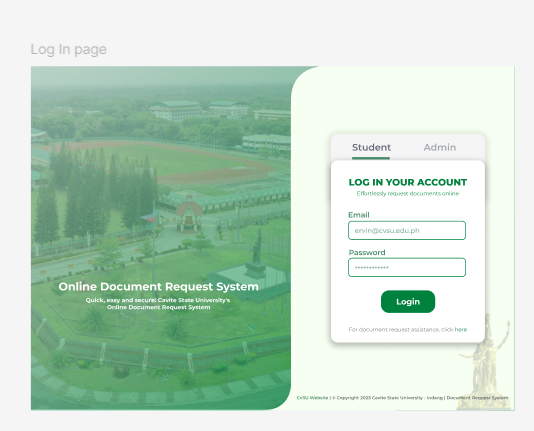 Log In page
Student Admin
LOG IN YOUR ACCOUNT
Effortlessly request documents online
Email
ervin@cvsu.edu.ph
Password
************
Login
For document request assistance, click here
Online Document Request System
Quick, easy and secure! Cavite State University's
Online Document Request System
CvSU Website | © Copyright 2023 Cavite State University - Indang | Document Request System